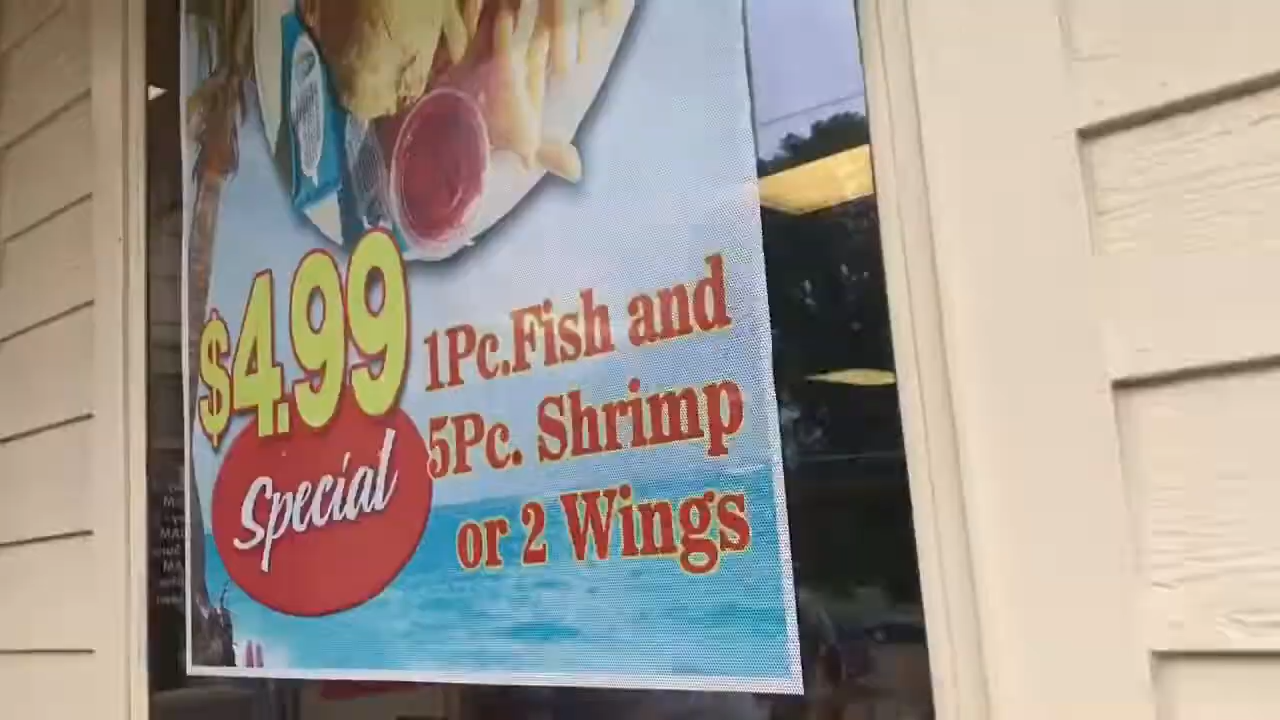 $4.99
Special
1Pc.Fish and
5Pc. Shrimp
or 2 Wings